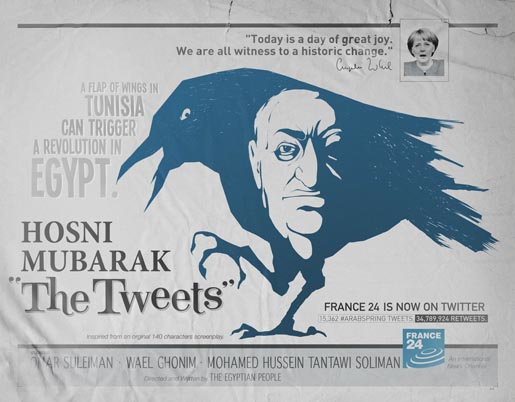 "Today is a day of great joy.
We are all witness to a historic change."
A FLAP OF WINGS IN
TUNISIA
CAN TRIGGER
A REVOLUTION IN
EGYPT.
HOSNI
MUBARAK
"The Tweets"
Inspired from an original 140 characters screenplay.
FRANCE 24 IS NOW ON TWITTER
15,362 #ARABSPRING TWEETS. 34,789,924 RETWEETS.
OMAR SULEIMAN · WAEL GHONIM · MOHAMED HUSSEIN TANTAWI SOLIMAN
Directed and written by THE EGYPTIAN PEOPLE
FRANCE
24
An international
News Channel